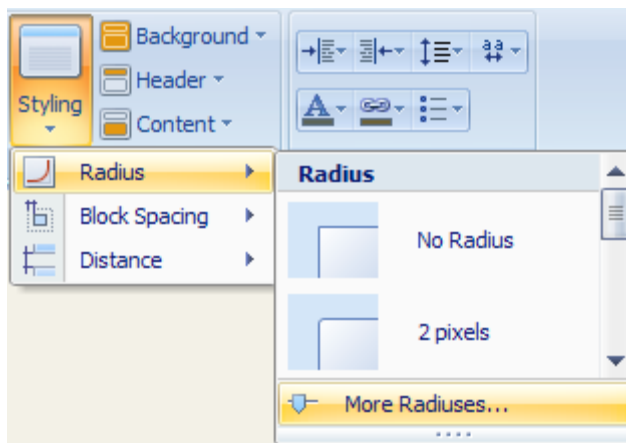 Styling
Background
Header
Content
Radius
Block Spacing
Distance
Radius
No Radius
2 pixels
More Radiuses...